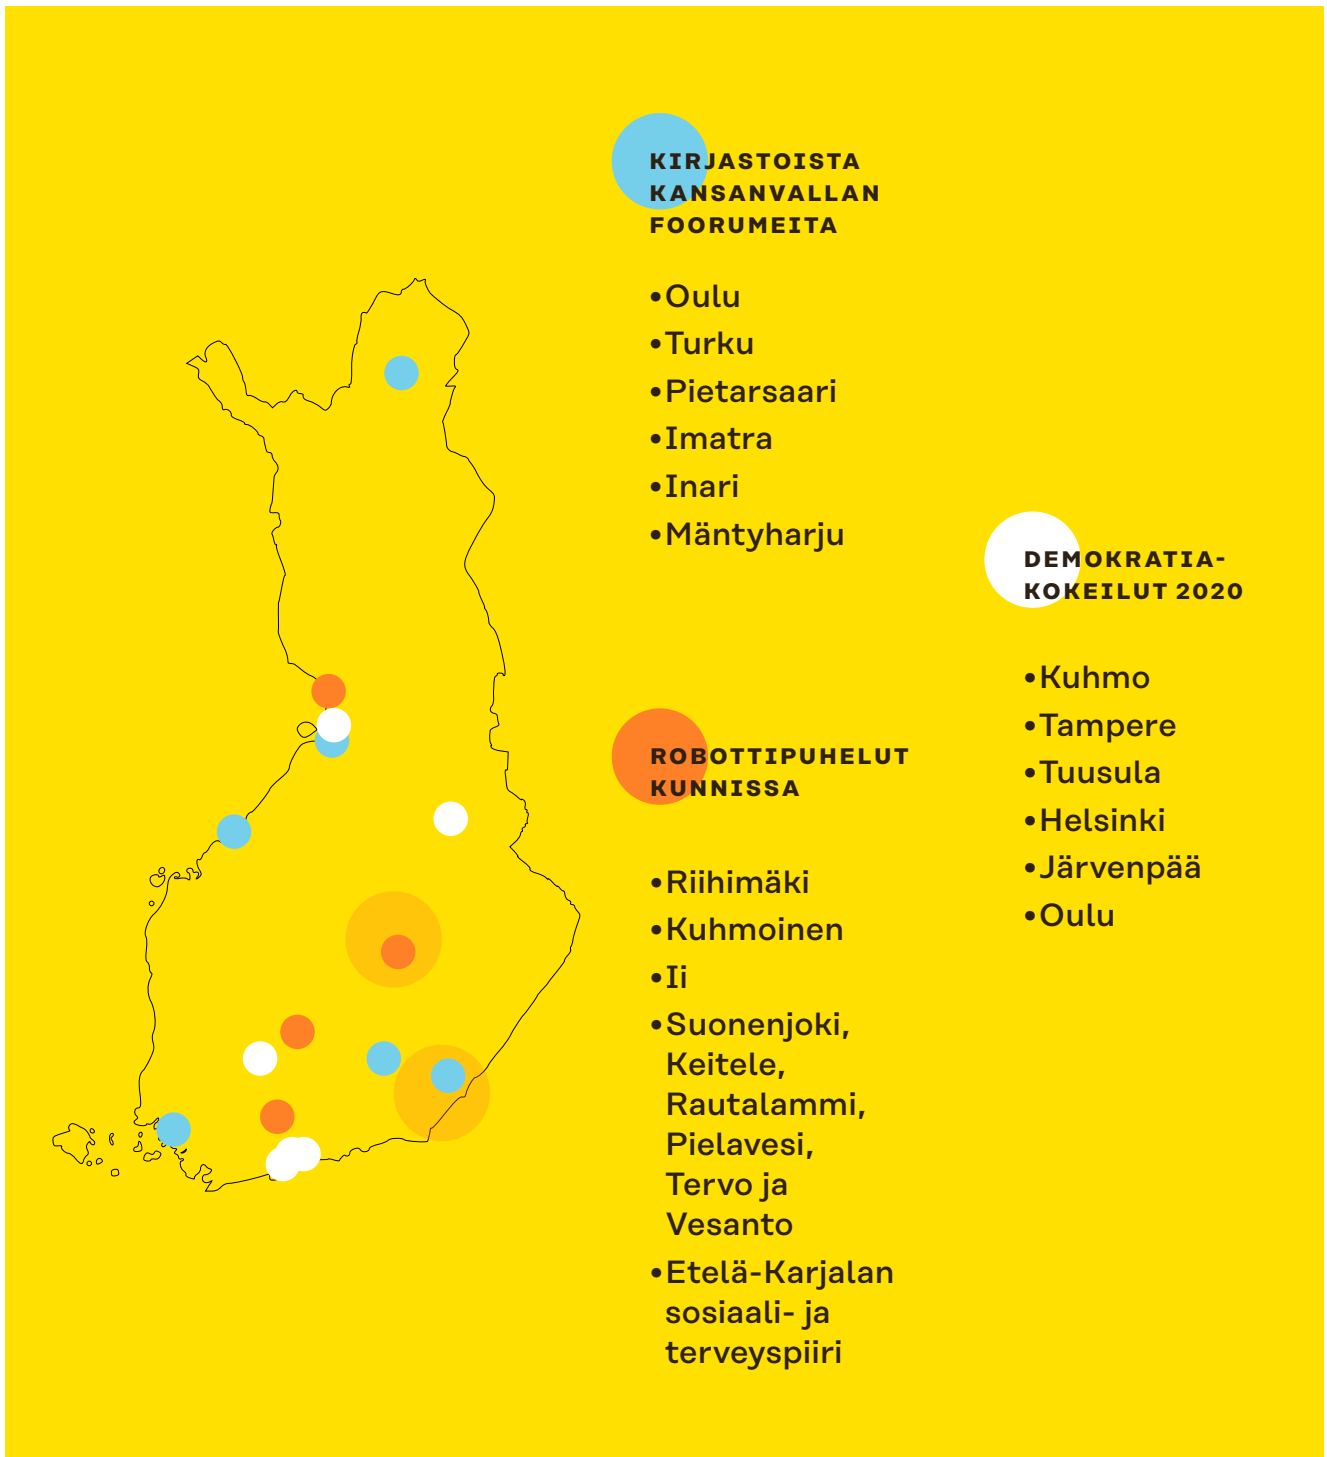 KIRJASTOISTA
KANSANVALLAN
FOORUMEITA
•Oulu
•Turku
•Pietarsaari
•Imatra
•Inari
•Mäntyharju
ROBOTTIPUHELUT
KUNNISSA
•Riihimäki
•Kuhmoinen
•Ii
•Suonenjoki,
Keitele,
Rautalammi,
Pielavesi,
Tervo ja
Vesanto
•Etelä-Karjalan
sosiaali- ja
terveyspiiri
DEMOKRATIA-
KOKEILUT 2020
•Kuhmo
•Tampere
•Tuusula
•Helsinki
•Järvenpää
•Oulu